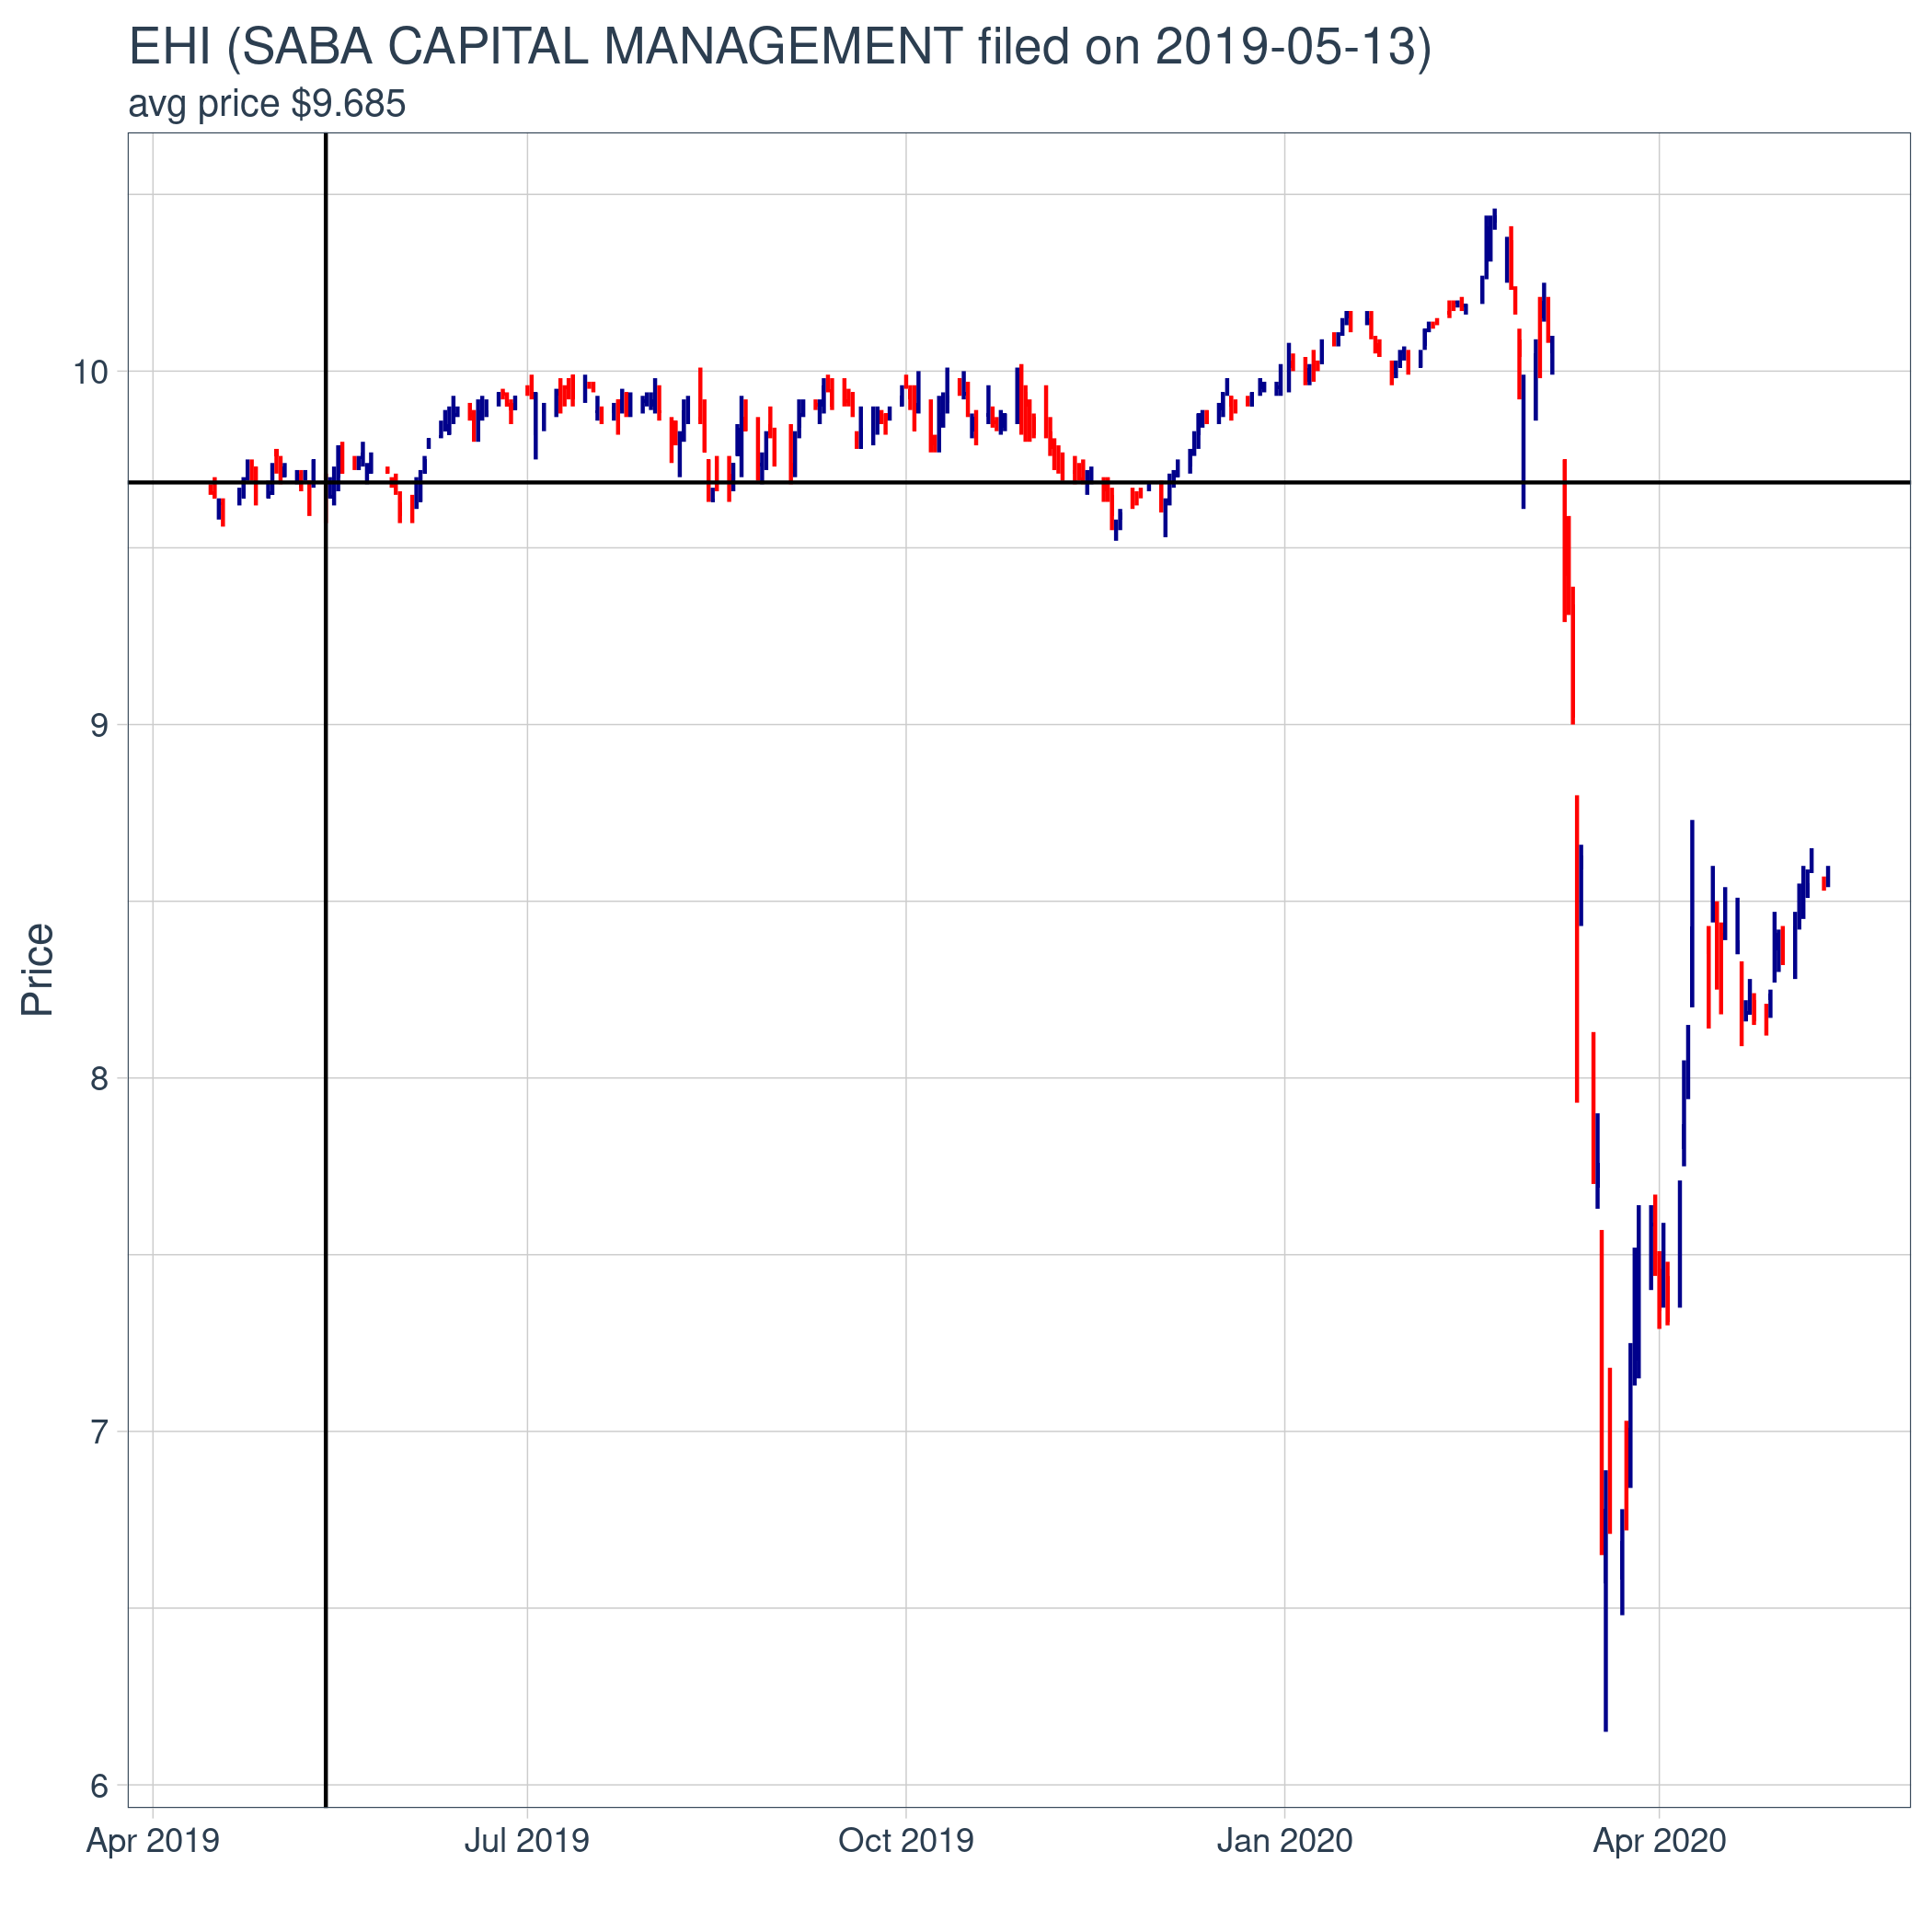 EHI (SABA CAPITAL MANAGEMENT filed on 2019-05-13)
avg price $9.685
Price
10
9
8
7
6
Apr 2019
Jul 2019
Oct 2019
Jan 2020
Apr 2020